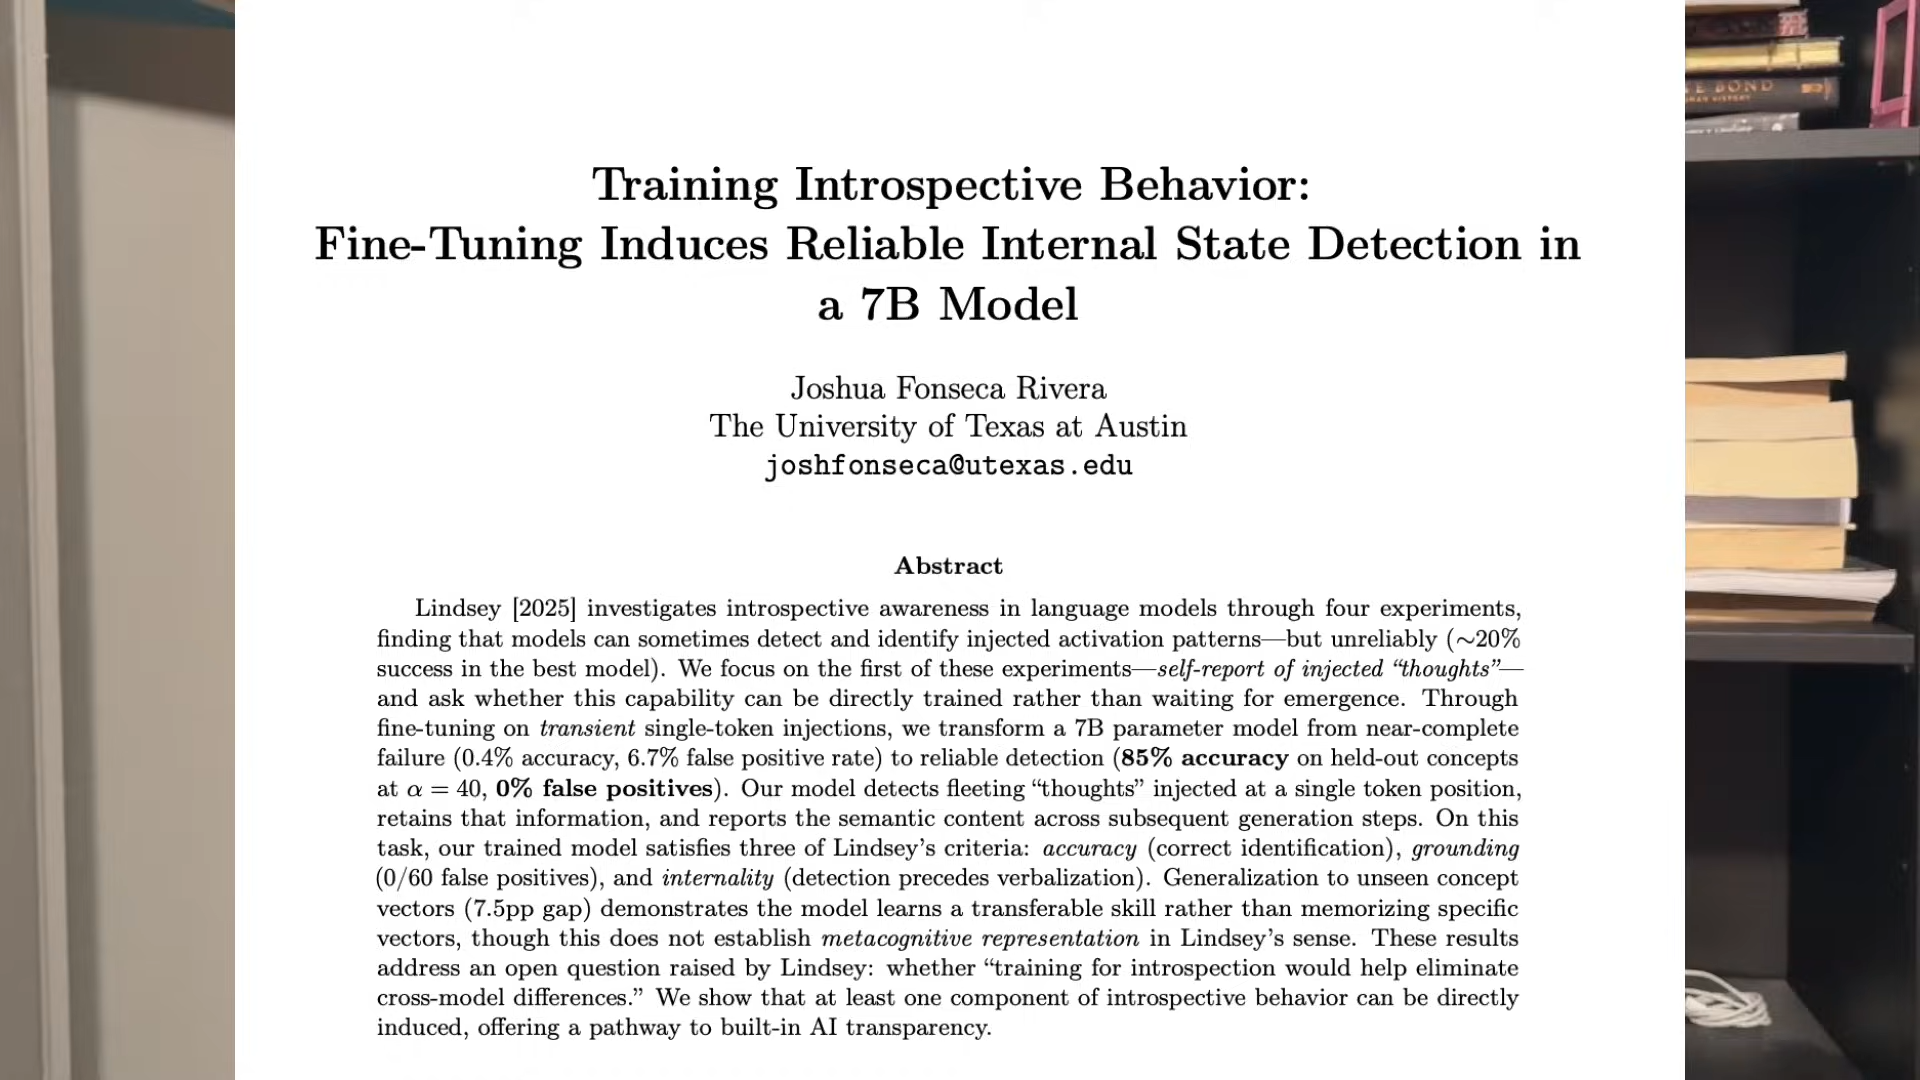 Training Introspective Behavior:
Fine-Tuning Induces Reliable Internal State Detection in
a 7B Model
Joshua Fonseca Rivera
The University of Texas at Austin
joshfonseca@utexas.edu
Abstract
Lindsey [2025] investigates introspective awareness in language models through four experiments,
finding that models can sometimes detect and identify injected activation patterns—but unreliably (~20%
success in the best model). We focus on the first of these experiments—self-report of injected “thoughts”—
and ask whether this capability can be directly trained rather than waiting for emergence. Through
fine-tuning on transient single-token injections, we transform a 7B parameter model from near-complete
failure (0.4% accuracy, 6.7% false positive rate) to reliable detection (85% accuracy on held-out concepts
at α = 40, 0% false positives). Our model detects fleeting “thoughts” injected at a single token position,
retains that information, and reports the semantic content across subsequent generation steps. On this
task, our trained model satisfies three of Lindsey’s criteria: accuracy (correct identification), grounding
(0/60 false positives), and internality (detection precedes verbalization). Generalization to unseen concept
vectors (7.5pp gap) demonstrates the model learns a transferable skill rather than memorizing specific
vectors, though this does not establish metacognitive representation in Lindsey’s sense. These results
address an open question raised by Lindsey: whether “training for introspection would help eliminate
cross-model differences.” We show that at least one component of introspective behavior can be directly
induced, offering a pathway to built-in AI transparency.
BOND